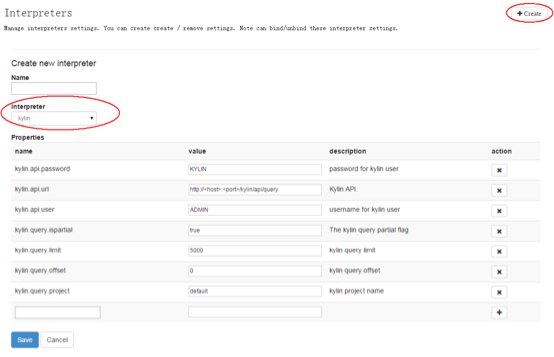 Interpreters
+ Create
Manage interpreters settings. You can create create / remove settings. Note can bind/unbind these interpreter settings.
Create new interpreter
Name
Interpreter
kylin
Properties
name value description action
kylin.api.password KYLIN password for kylin user ×
kylin.api.url http://<host>:<port>/kylin/api/query Kylin API. ×
kylin.api.user ADMIN username for kylin user ×
kylin.query.ispartial true The kylin query partial flag ×
kylin.query.limit 5000 kylin query limit ×
kylin.query.offset 0 kylin query offset ×
kylin.query.project default kylin project name ×
+
Save Cancel